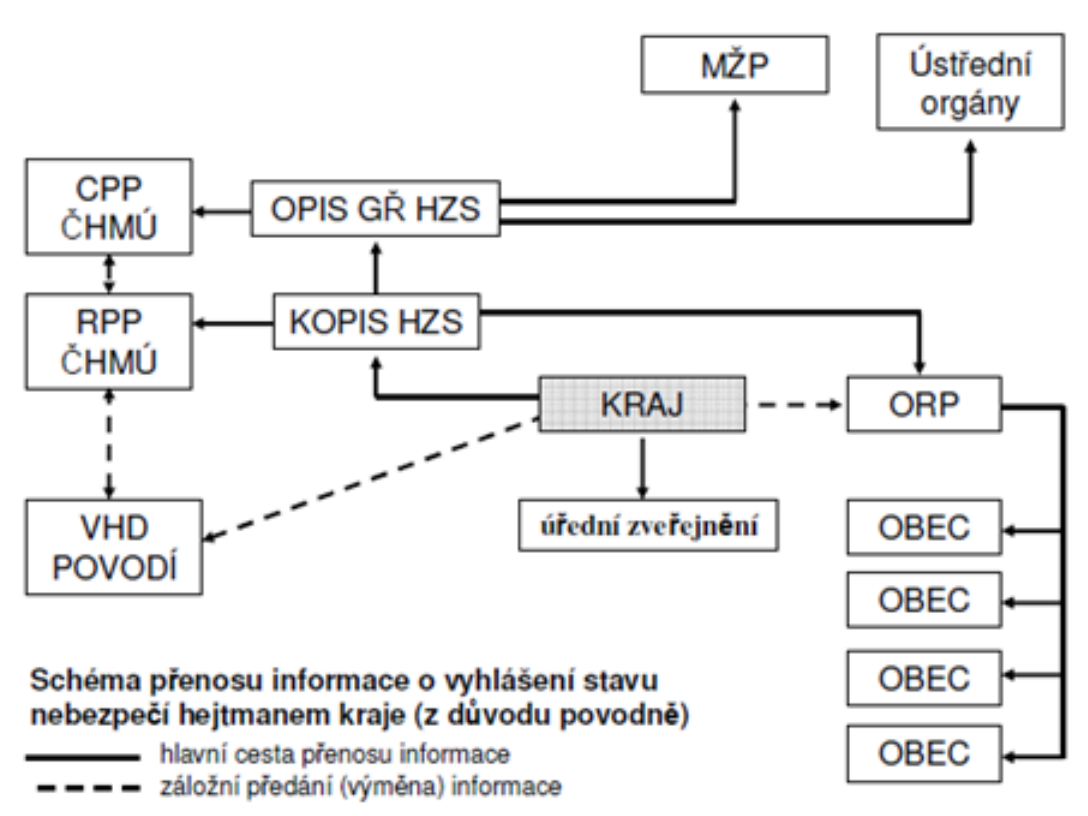 MŽP
Ústřední
orgány
CPP
ČHMÚ
OPIS GŘ HZS
RPP
ČHMÚ
KOPIS HZS
KRAJ
ORP
VHD
POVODÍ
úřední zveřejnění
OBEC
OBEC
OBEC
OBEC
Schéma přenosu informace o vyhlášení stavu
nebezpečí hejtmanem kraje (z důvodu povodně)
hlavní cesta přenosu informace
záložní předání (výměna) informace